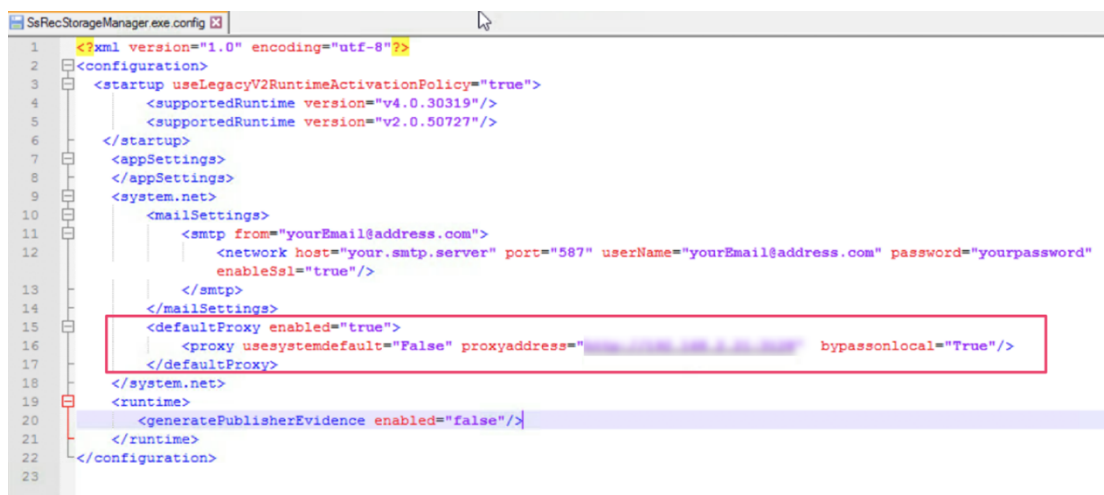 SsRecStorageManager.exe.config
1 <?xml version="1.0" encoding="utf-8"?>
2 <configuration>
3 <startup useLegacyV2RuntimeActivationPolicy="true">
4 <supportedRuntime version="v4.0.30319"/>
5 <supportedRuntime version="v2.0.50727"/>
6 </startup>
7 <appSettings>
8 </appSettings>
9 <system.net>
10 <mailSettings>
11 <smtp from="yourEmail@address.com">
12 <network host="your.smtp.server" port="587" userName="yourEmail@address.com" password="yourpassword"
enableSsl="true"/>
13 </smtp>
14 </mailSettings>
15 <defaultProxy enabled="true">
16 <proxy usesystemdefault="False" proxyaddress=" bypassonlocal="True"/>
17 </defaultProxy>
18 </system.net>
19 <runtime>
20 <generatePublisherEvidence enabled="false"/>
21 </runtime>
22 </configuration>
23